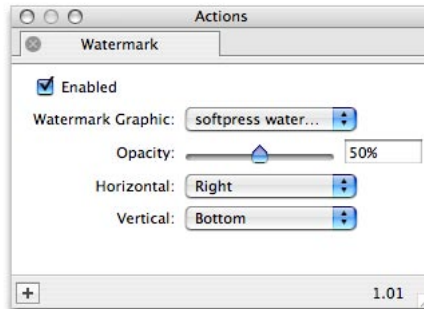 Actions
Watermark
Enabled
Watermark Graphic: softpress water...
Opacity: 50%
Horizontal: Right
Vertical: Bottom
1.01